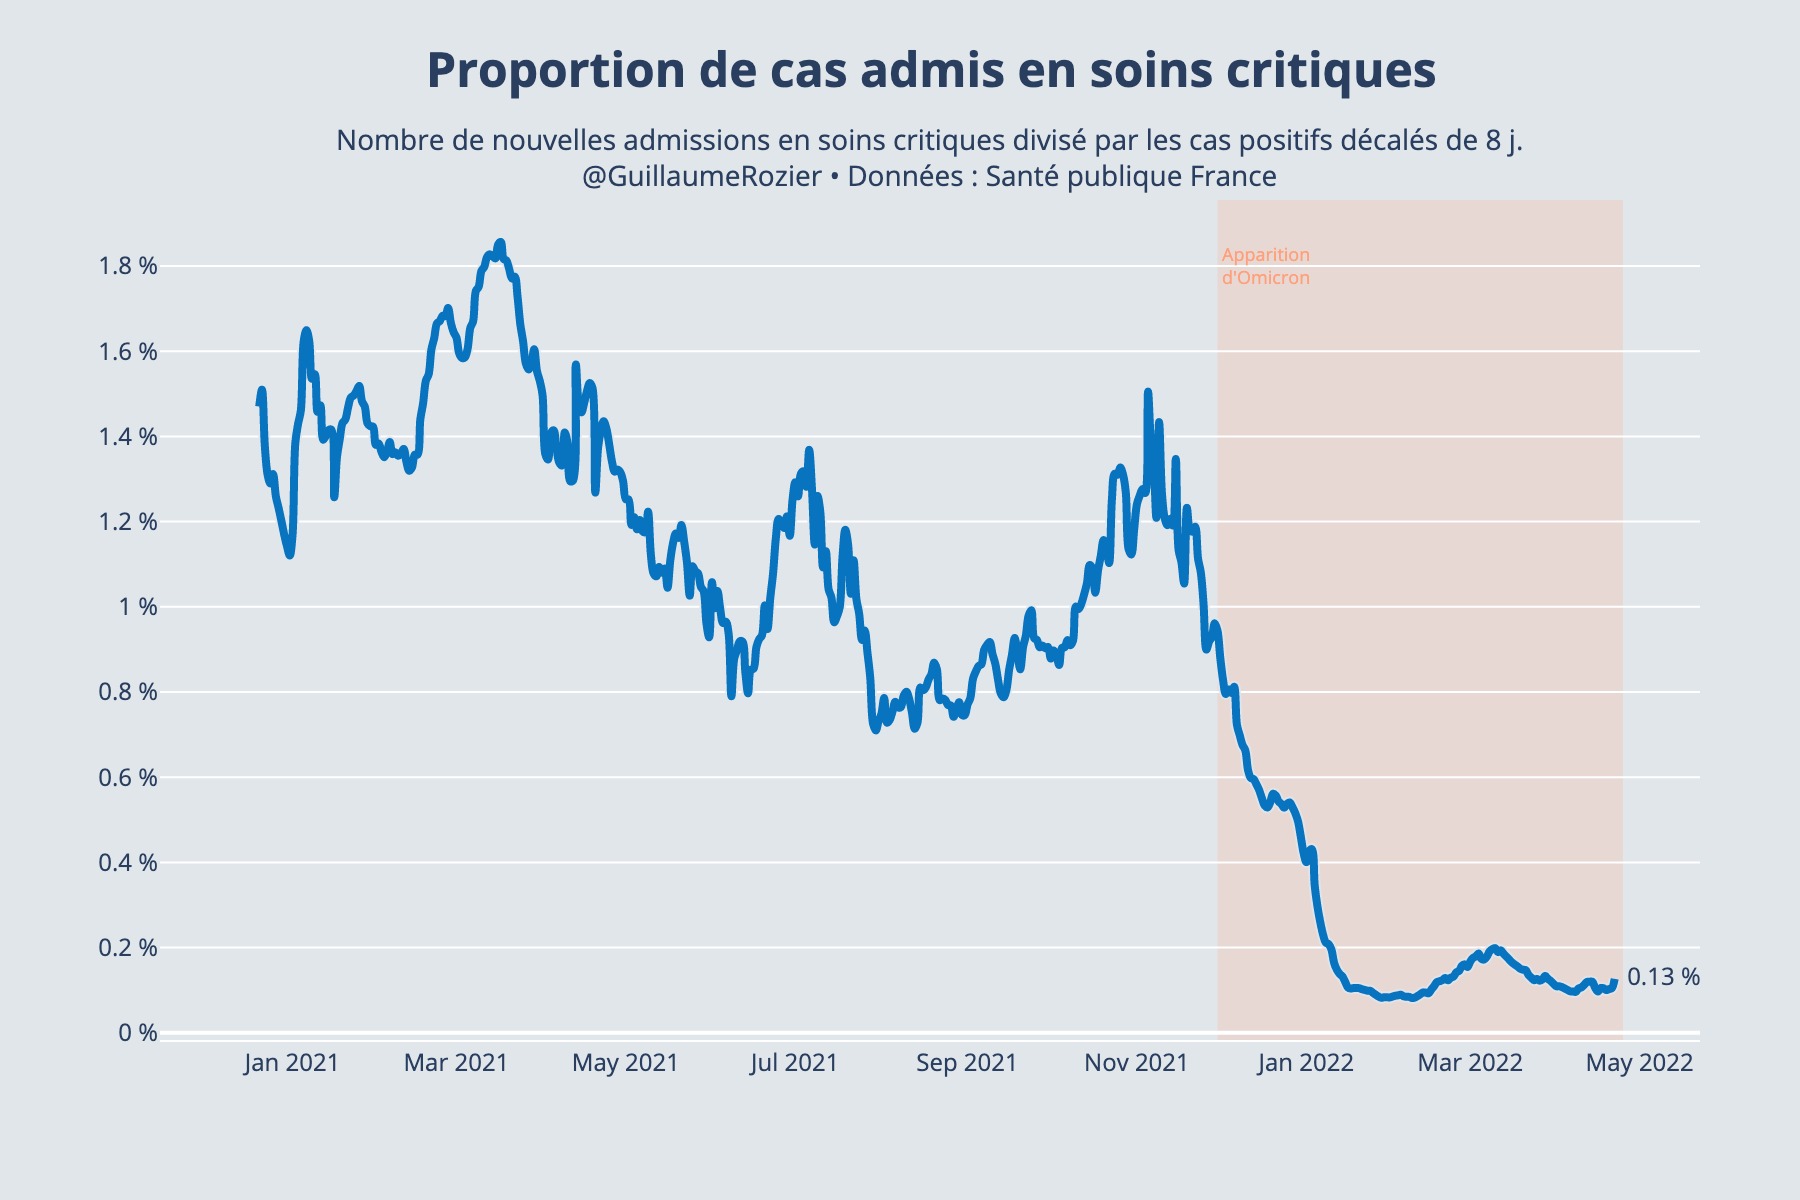 Proportion de cas admis en soins critiques
Nombre de nouvelles admissions en soins critiques divisé par les cas positifs décalés de 8 j.
@GuillaumeRozier • Données : Santé publique France
Apparition
d'Omicron
1.8 %
1.6 %
1.4 %
1.2 %
1 %
0.8 %
0.6 %
0.4 %
0.2 %
0 %
0.13 %
Jan 2021 Mar 2021 May 2021 Jul 2021 Sep 2021 Nov 2021 Jan 2022 Mar 2022 May 2022